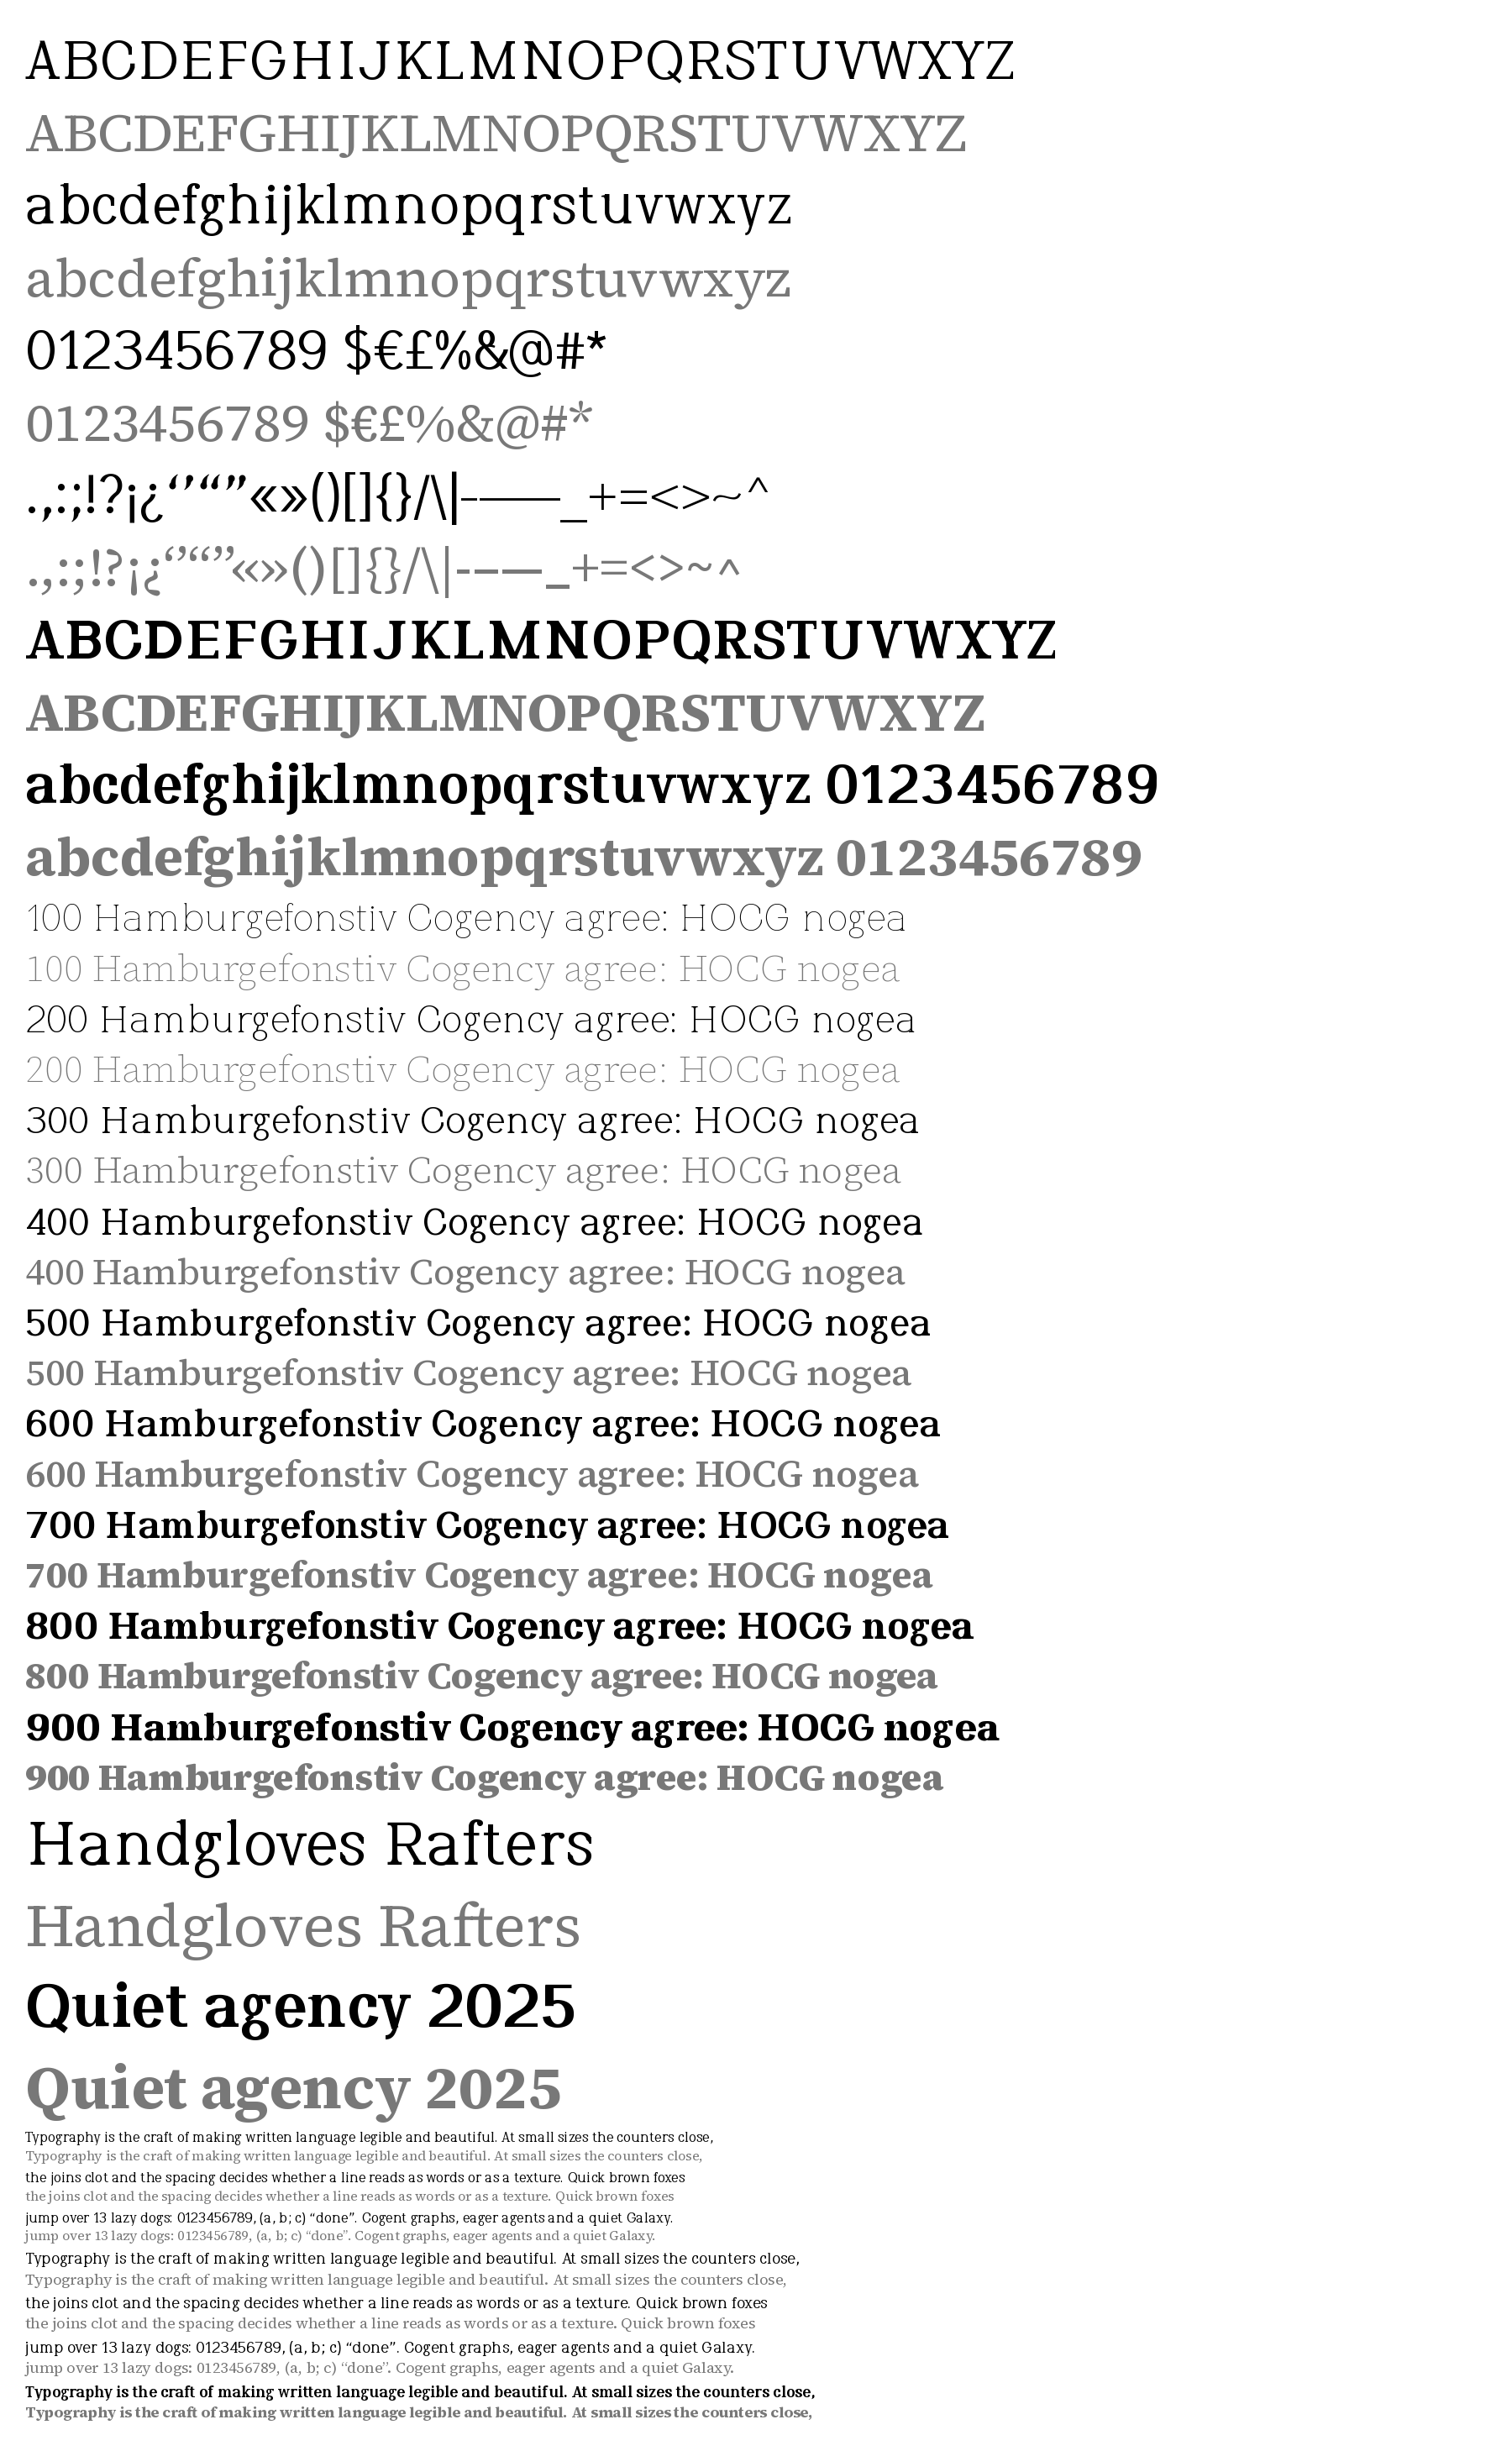 ABCDEFGHIJKLMNOPQRSTUVWXYZ
ABCDEFGHIJKLMNOPQRSTUVWXYZ
abcdefghijklmnopqrstuvwxyz
abcdefghijklmnopqrstuvwxyz
0123456789 $€£%&@#*
0123456789 $€£%&@#*
.,:;!?¡¿‘’“”«»()[]{}/\|-–—_+=<>~^
.,:;!?¡¿‘’“”«»()[]{}/\|-–—_+=<>~^
ABCDEFGHIJKLMNOPQRSTUVWXYZ
ABCDEFGHIJKLMNOPQRSTUVWXYZ
abcdefghijklmnopqrstuvwxyz 0123456789
abcdefghijklmnopqrstuvwxyz 0123456789
100 Hamburgefonstiv Cogency agree: HOCG nogea
100 Hamburgefonstiv Cogency agree: HOCG nogea
200 Hamburgefonstiv Cogency agree: HOCG nogea
200 Hamburgefonstiv Cogency agree: HOCG nogea
300 Hamburgefonstiv Cogency agree: HOCG nogea
300 Hamburgefonstiv Cogency agree: HOCG nogea
400 Hamburgefonstiv Cogency agree: HOCG nogea
400 Hamburgefonstiv Cogency agree: HOCG nogea
500 Hamburgefonstiv Cogency agree: HOCG nogea
500 Hamburgefonstiv Cogency agree: HOCG nogea
600 Hamburgefonstiv Cogency agree: HOCG nogea
600 Hamburgefonstiv Cogency agree: HOCG nogea
700 Hamburgefonstiv Cogency agree: HOCG nogea
700 Hamburgefonstiv Cogency agree: HOCG nogea
800 Hamburgefonstiv Cogency agree: HOCG nogea
800 Hamburgefonstiv Cogency agree: HOCG nogea
900 Hamburgefonstiv Cogency agree: HOCG nogea
900 Hamburgefonstiv Cogency agree: HOCG nogea
Handgloves Rafters
Handgloves Rafters
Quiet agency 2025
Quiet agency 2025
Typography is the craft of making written language legible and beautiful. At small sizes the counters close,
Typography is the craft of making written language legible and beautiful. At small sizes the counters close,
the joins clot and the spacing decides whether a line reads as words or as a texture. Quick brown foxes
the joins clot and the spacing decides whether a line reads as words or as a texture. Quick brown foxes
jump over 13 lazy dogs: 0123456789, (a, b; c) “done”. Cogent graphs, eager agents and a quiet Galaxy.
jump over 13 lazy dogs: 0123456789, (a, b; c) “done”. Cogent graphs, eager agents and a quiet Galaxy.
Typography is the craft of making written language legible and beautiful. At small sizes the counters close,
Typography is the craft of making written language legible and beautiful. At small sizes the counters close,
the joins clot and the spacing decides whether a line reads as words or as a texture. Quick brown foxes
the joins clot and the spacing decides whether a line reads as words or as a texture. Quick brown foxes
jump over 13 lazy dogs: 0123456789, (a, b; c) “done”. Cogent graphs, eager agents and a quiet Galaxy.
jump over 13 lazy dogs: 0123456789, (a, b; c) “done”. Cogent graphs, eager agents and a quiet Galaxy.
Typography is the craft of making written language legible and beautiful. At small sizes the counters close,
Typography is the craft of making written language legible and beautiful. At small sizes the counters close,